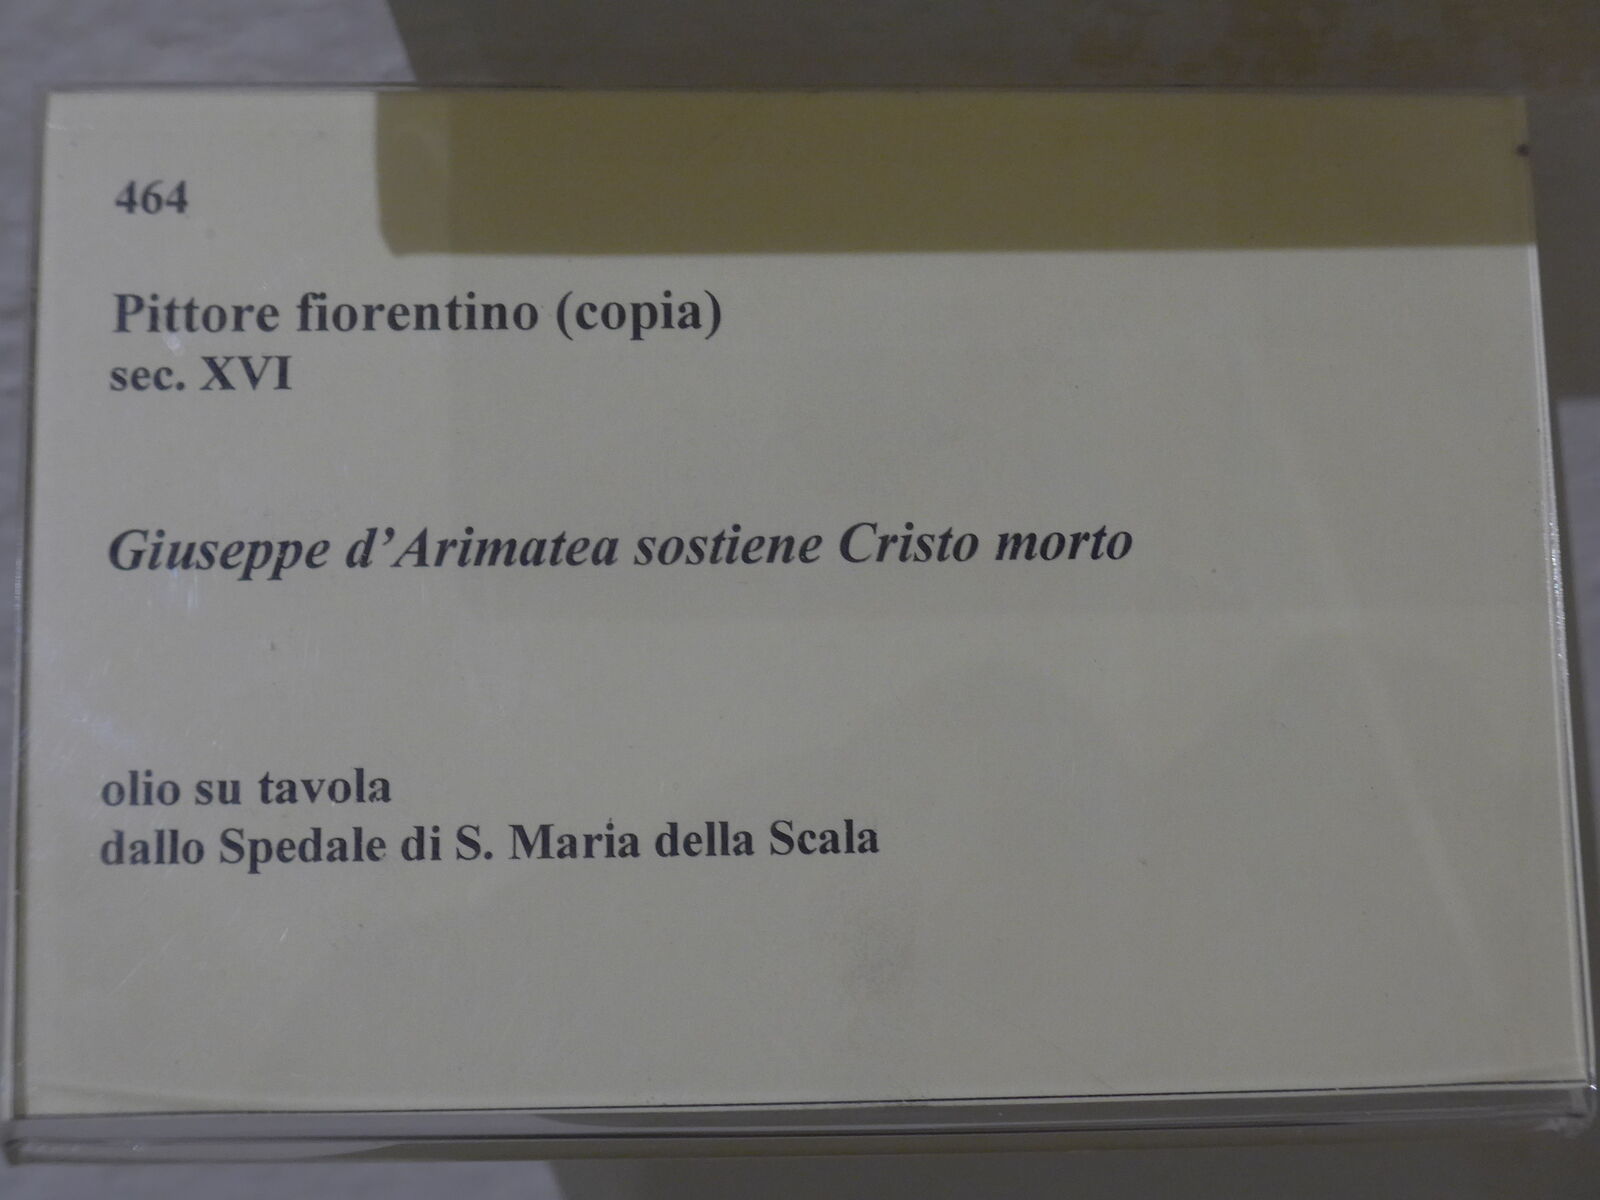 464
Pittore fiorentino (copia)
sec. XVI
Giuseppe d’Arimatea sostiene Cristo morto
olio su tavola
dallo Spedale di S. Maria della Scala